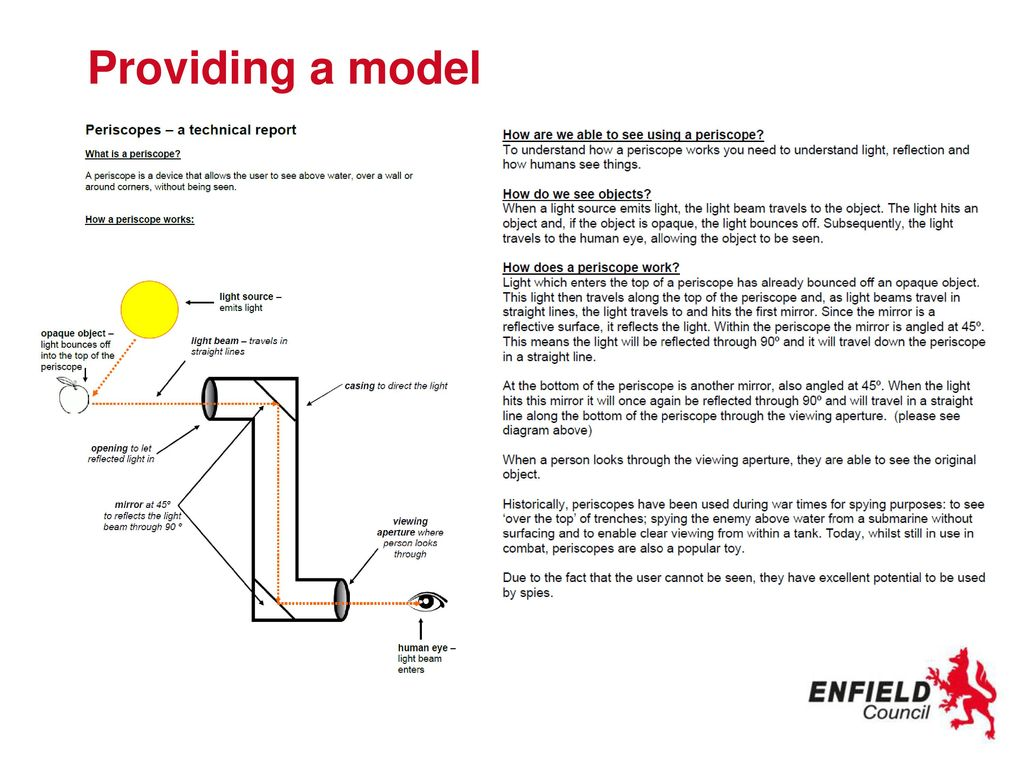 Providing a model
Periscopes – a technical report
What is a periscope?
A periscope is a device that allows the user to see above water, over a wall or
around corners, without being seen.
How a periscope works:
light source –
emits light
opaque object –
light bounces off
into the top of the
periscope
light beam – travels in
straight lines
casing to direct the light
opening to let
reflected light in
mirror at 45º
to reflects the light
beam through 90 º
viewing
aperture where
person looks
through
human eye –
light beam
enters
How are we able to see using a periscope?
To understand how a periscope works you need to understand light, reflection and
how humans see things.
How do we see objects?
When a light source emits light, the light beam travels to the object. The light hits an
object and, if the object is opaque, the light bounces off. Subsequently, the light
travels to the human eye, allowing the object to be seen.
How does a periscope work?
Light which enters the top of a periscope has already bounced off an opaque object.
This light then travels along the top of the periscope and, as light beams travel in
straight lines, the light travels to and hits the first mirror. Since the mirror is a
reflective surface, it reflects the light. Within the periscope the mirror is angled at 45º.
This means the light will be reflected through 90º and it will travel down the periscope
in a straight line.
At the bottom of the periscope is another mirror, also angled at 45º. When the light
hits this mirror it will once again be reflected through 90º and will travel in a straight
line along the bottom of the periscope through the viewing aperture. (please see
diagram above)
When a person looks through the viewing aperture, they are able to see the original
object.
Historically, periscopes have been used during war times for spying purposes: to see
‘over the top’ of trenches; spying the enemy above water from a submarine without
surfacing and to enable clear viewing from within a tank. Today, whilst still in use in
combat, periscopes are also a popular toy.
Due to the fact that the user cannot be seen, they have excellent potential to be used
by spies.
ENFIELD
Council